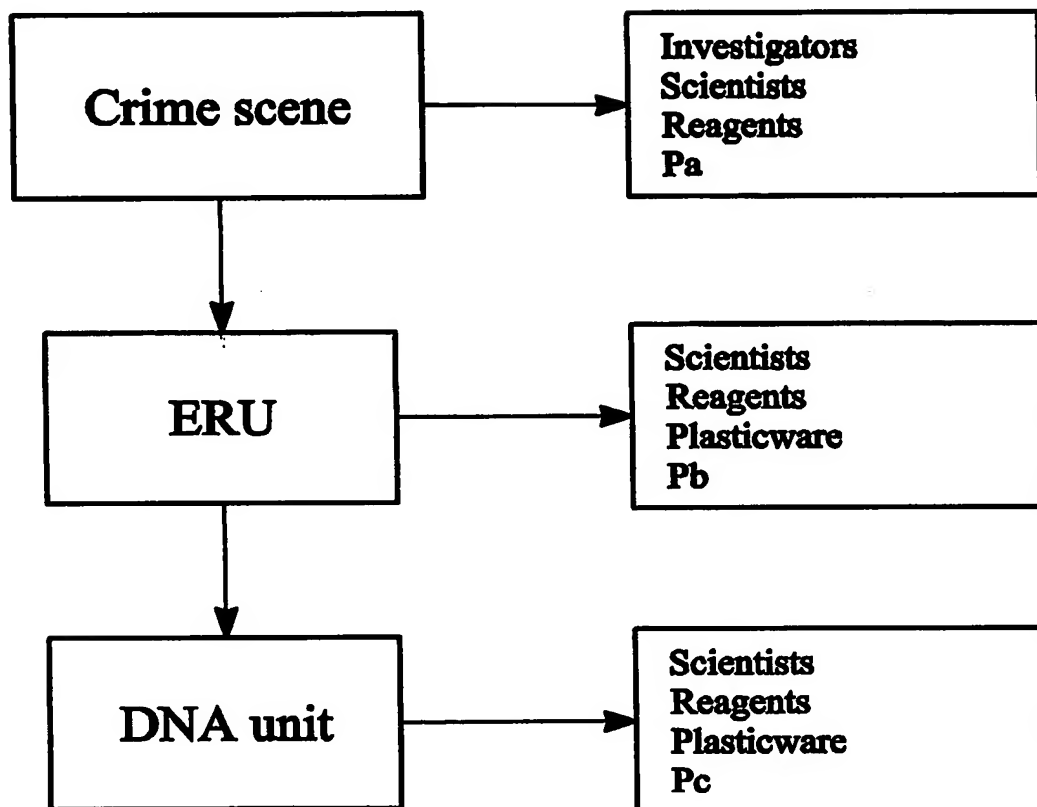 Crime scene
Investigators
Scientists
Reagents
Pa
ERU
Scientists
Reagents
Plasticware
Pb
DNA unit
Scientists
Reagents
Plasticware
Pc